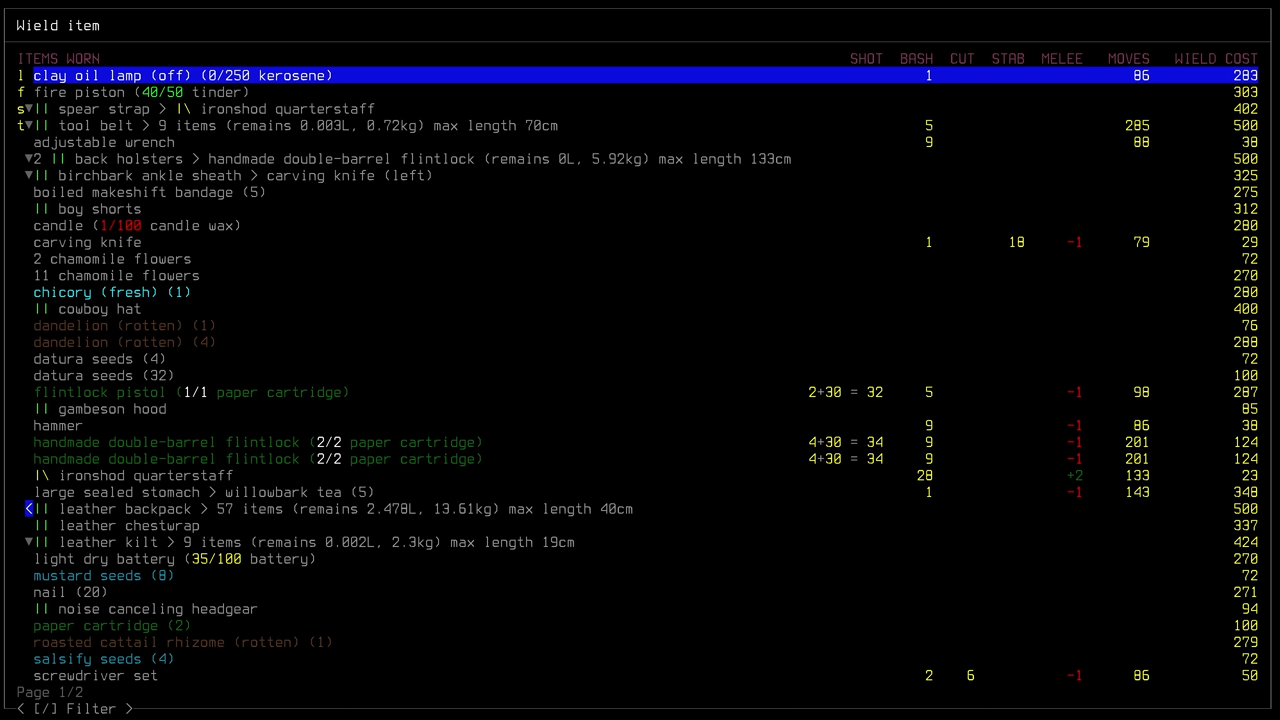 Wield item
ITEMS WORN SHOT BASH CUT STAB MELEE MOVES WIELD COST
l clay oil lamp (off) (0/250 kerosene) 1 86 283
f fire piston (40/50 tinder) 303
s▼|| spear strap > |\ ironshod quarterstaff 402
t▼|| tool belt > 9 items (remains 0.003L, 0.72kg) max length 70cm 5 285 500
adjustable wrench 9 88 38
▼2 || back holsters > handmade double-barrel flintlock (remains 0L, 5.92kg) max length 133cm 500
▼|| birchbark ankle sheath > carving knife (left) 325
boiled makeshift bandage (5) 275
|| boy shorts 312
candle (1/100 candle wax) 280
carving knife 1 18 -1 79 29
2 chamomile flowers 72
11 chamomile flowers 270
chicory (fresh) (1) 280
|| cowboy hat 400
dandelion (rotten) (1) 76
dandelion (rotten) (4) 288
datura seeds (4) 72
datura seeds (32) 100
flintlock pistol (1/1 paper cartridge) 2+30 = 32 5 -1 98 287
|| gambeson hood 85
hammer 9 -1 86 38
handmade double-barrel flintlock (2/2 paper cartridge) 4+30 = 34 9 -1 201 124
handmade double-barrel flintlock (2/2 paper cartridge) 4+30 = 34 9 -1 201 124
|\ ironshod quarterstaff 28 +2 133 23
large sealed stomach > willowbark tea (5) 1 -1 143 348
<|| leather backpack > 57 items (remains 2.478L, 13.61kg) max length 40cm 500
|| leather chestwrap 337
▼|| leather kilt > 9 items (remains 0.002L, 2.3kg) max length 19cm 424
light dry battery (35/100 battery) 270
mustard seeds (8) 72
nail (20) 271
|| noise canceling headgear 94
paper cartridge (2) 100
roasted cattail rhizome (rotten) (1) 279
salsify seeds (4) 72
screwdriver set 2 6 -1 86 50
Page 1/2
< [/] Filter >